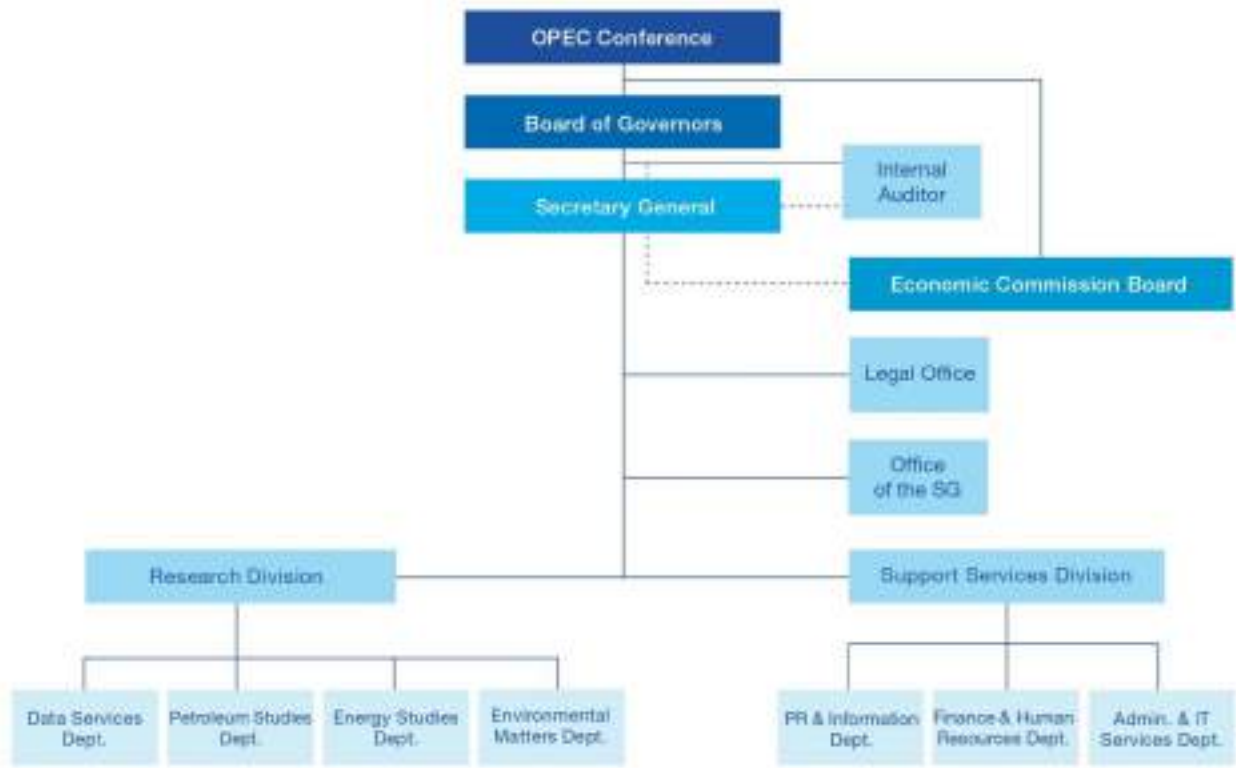 OPEC Conference
Board of Governors
Internal
Auditor
Secretary General
Economic Commission Board
Legal Office
Office
of the SG
Research Division
Support Services Division
Data Services
Dept.
Petroleum Studies
Dept.
Energy Studies
Dept.
Environmental
Matters Dept.
PR & Information
Dept.
Finance & Human
Resources Dept.
Admin. & IT
Services Dept.